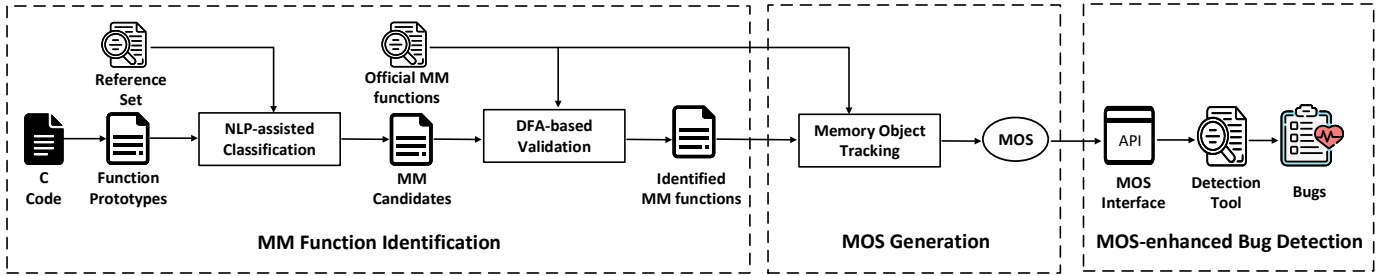 Reference
Set
Official MM
functions
NLP-assisted
Classification
DFA-based
Validation
Memory Object
Tracking
MOS
API
C
Code
Function
Prototypes
MM
Candidates
Identified
MM functions
MOS
Interface
Detection
Tool
Bugs
MM Function Identification
MOS Generation
MOS-enhanced Bug Detection